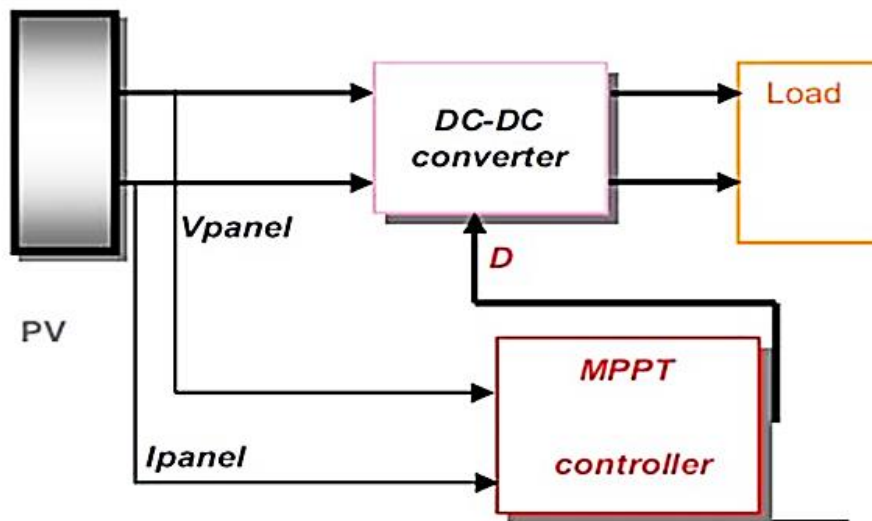 DC-DC
converter
Load
Vpanel
D
PV
MPPT
Ipanel
controller